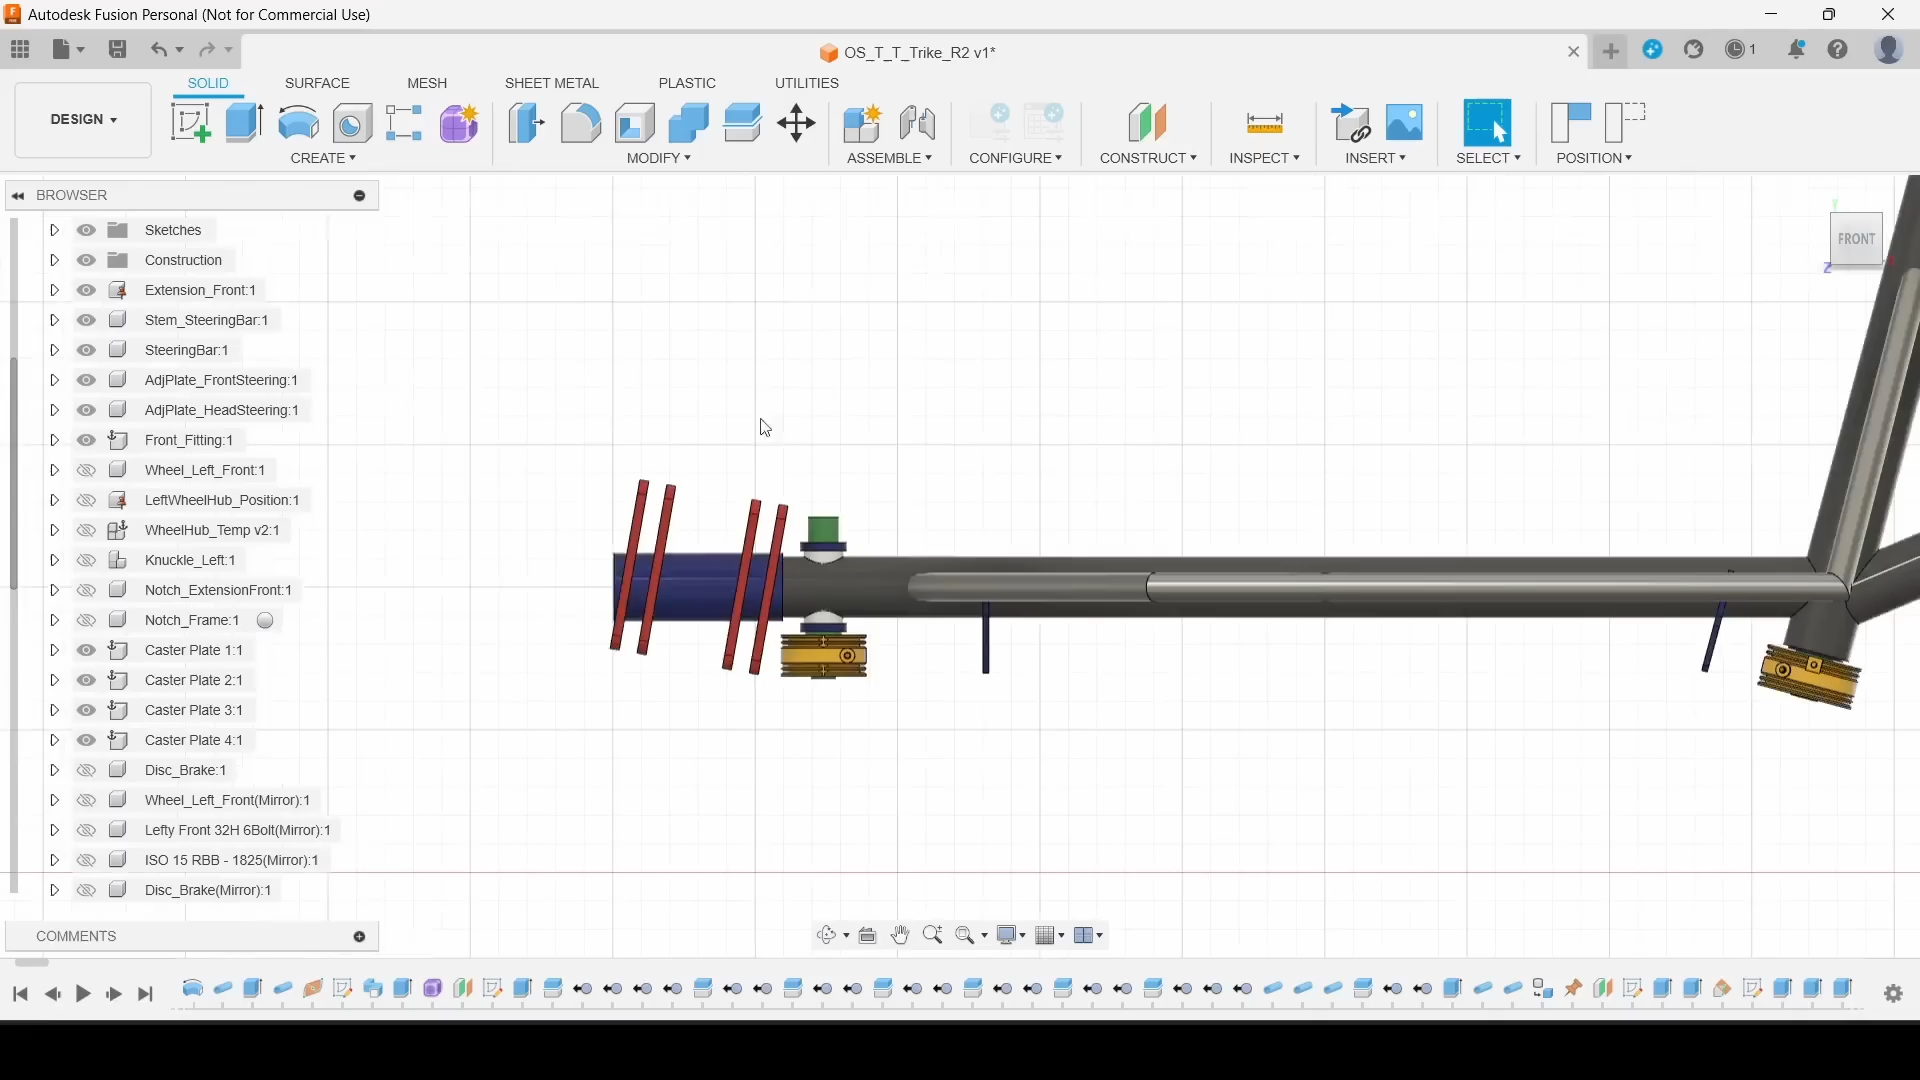 Autodesk Fusion Personal (Not for Commercial Use)
OS_T_T_Trike_R2 v1*
1
DESIGN
SOLID
SURFACE
MESH
SHEET METAL
PLASTIC
UTILITIES
CREATE
MODIFY
ASSEMBLE
CONFIGURE
CONSTRUCT
INSPECT
INSERT
SELECT
POSITION
BROWSER
Sketches
Construction
Extension_Front:1
Stem_SteeringBar:1
SteeringBar:1
AdjPlate_FrontSteering:1
AdjPlate_HeadSteering:1
Front_Fitting:1
Wheel_Left_Front:1
LeftWheelHub_Position:1
WheelHub_Temp v2:1
Knuckle_Left:1
Notch_ExtensionFront:1
Notch_Frame:1
Caster Plate 1:1
Caster Plate 2:1
Caster Plate 3:1
Caster Plate 4:1
Disc_Brake:1
Wheel_Left_Front(Mirror):1
Lefty Front 32H 6Bolt(Mirror):1
ISO 15 RBB - 1825(Mirror):1
Disc_Brake(Mirror):1
COMMENTS
Y
FRONT
Z